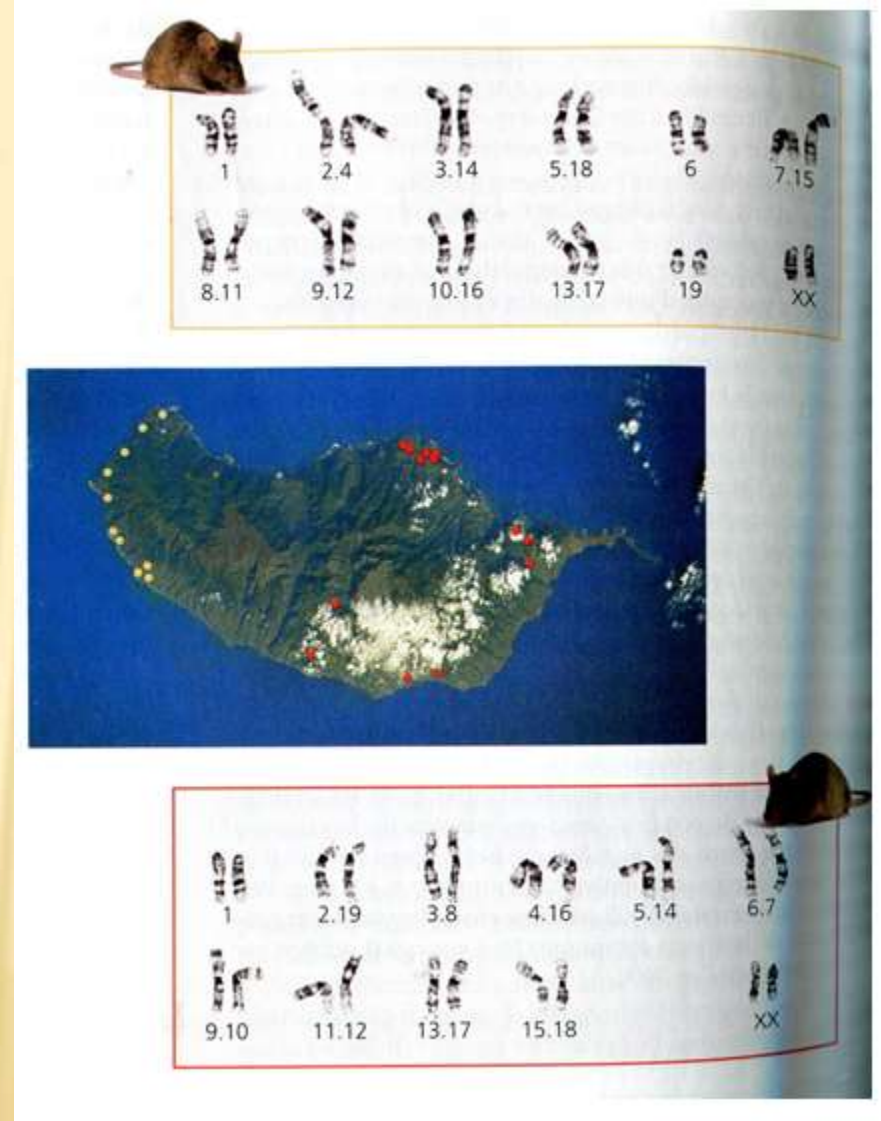 1 2.4 3.14 5.18 6 7.15
8.11 9.12 10.16 13.17 19 XX
1 2.19 3.8 4.16 5.14 6.7
9.10 11.12 13.17 15.18 XX